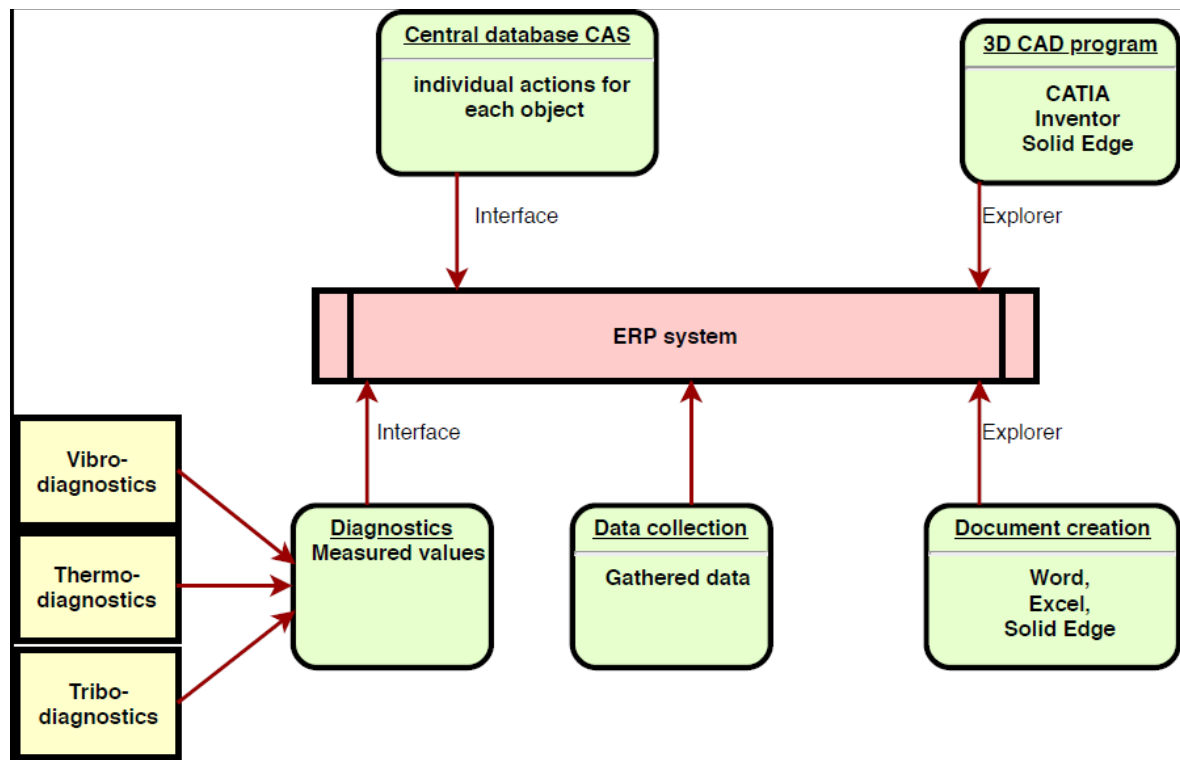 Central database CAS
individual actions for
each object
3D CAD program
CATIA
Inventor
Solid Edge
Interface
Explorer
ERP system
Interface
Explorer
Vibro-
diagnostics
Thermo-
diagnostics
Tribo-
diagnostics
Diagnostics
Measured values
Data collection
Gathered data
Document creation
Word,
Excel,
Solid Edge